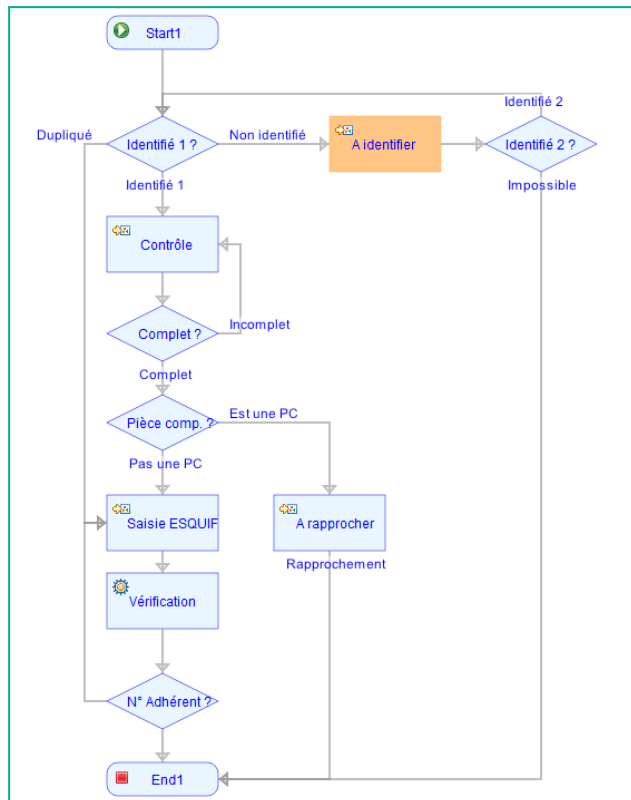 Start1
Identifié 2
Dupliqué
Identifié 1 ?
Non identifié
A identifier
Identifié 2 ?
Identifié 1
Impossible
Contrôle
Complet ?
Incomplet
Complet
Pièce comp. ?
Est une PC
Pas une PC
Saisie ESQUIF
A rapprocher
Rapprochement
Vérification
N° Adhérent ?
End1